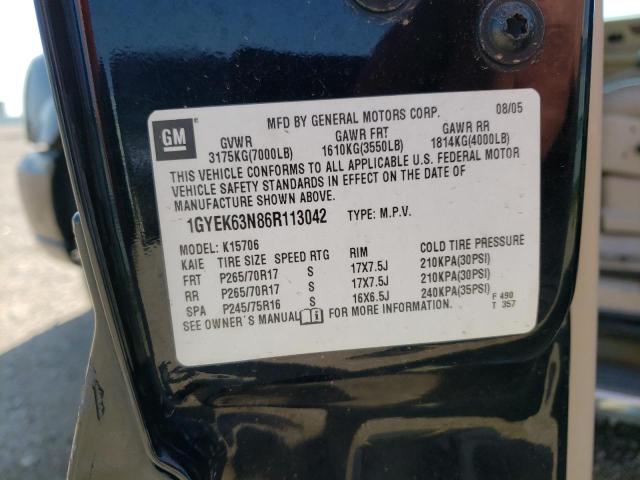 MFD BY GENERAL MOTORS CORP. 08/05
GM
GVWR GAWR FRT GAWR RR
3175KG(7000LB) 1610KG(3550LB) 1814KG(4000LB)
THIS VEHICLE CONFORMS TO ALL APPLICABLE U.S. FEDERAL MOTOR
VEHICLE SAFETY STANDARDS IN EFFECT ON THE DATE OF
MANUFACTURE SHOWN ABOVE.
1GYEK63N86R113042 TYPE: M.P.V.
MODEL: K15706
KAIE TIRE SIZE SPEED RTG RIM COLD TIRE PRESSURE
FRT P265/70R17 S 17X7.5J 210KPA(30PSI)
RR P265/70R17 S 17X7.5J 210KPA(30PSI)
SPA P245/75R16 S 16X6.5J 240KPA(35PSI)
SEE OWNER'S MANUAL i FOR MORE INFORMATION.
F 490
T 357